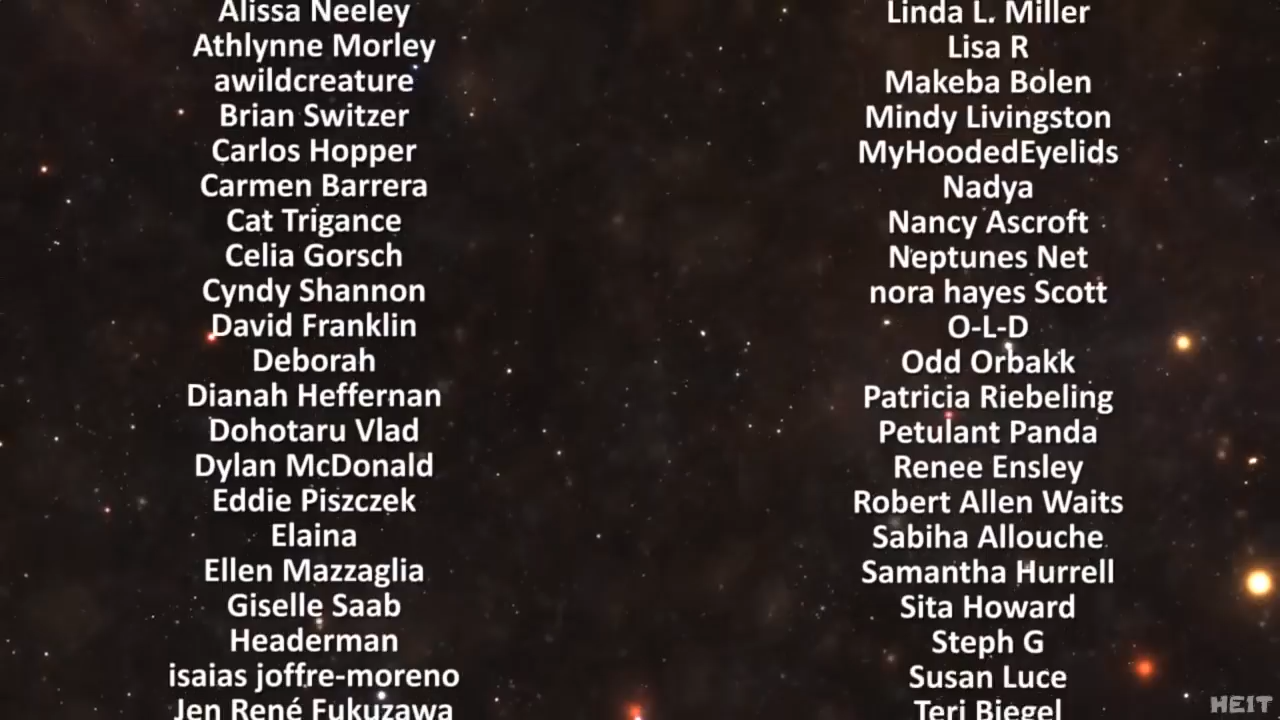 Alissa Neeley
Athlynne Morley
awildcreature
Brian Switzer
Carlos Hopper
Carmen Barrera
Cat Trigance
Celia Gorsch
Cyndy Shannon
David Franklin
Deborah
Dianah Heffernan
Dohotaru Vlad
Dylan McDonald
Eddie Piszczek
Elaina
Ellen Mazzaglia
Giselle Saab
Headerman
isaias joffre-moreno
Jen René Fukuzawa
Linda L. Miller
Lisa R
Makeba Bolen
Mindy Livingston
MyHoodedEyelids
Nadya
Nancy Ascroft
Neptunes Net
nora hayes Scott
O-L-D
Odd Orbakk
Patricia Riebeling
Petulant Panda
Renee Ensley
Robert Allen Waits
Sabiha Allouche
Samantha Hurrell
Sita Howard
Steph G
Susan Luce
Teri Biegel
HEIT